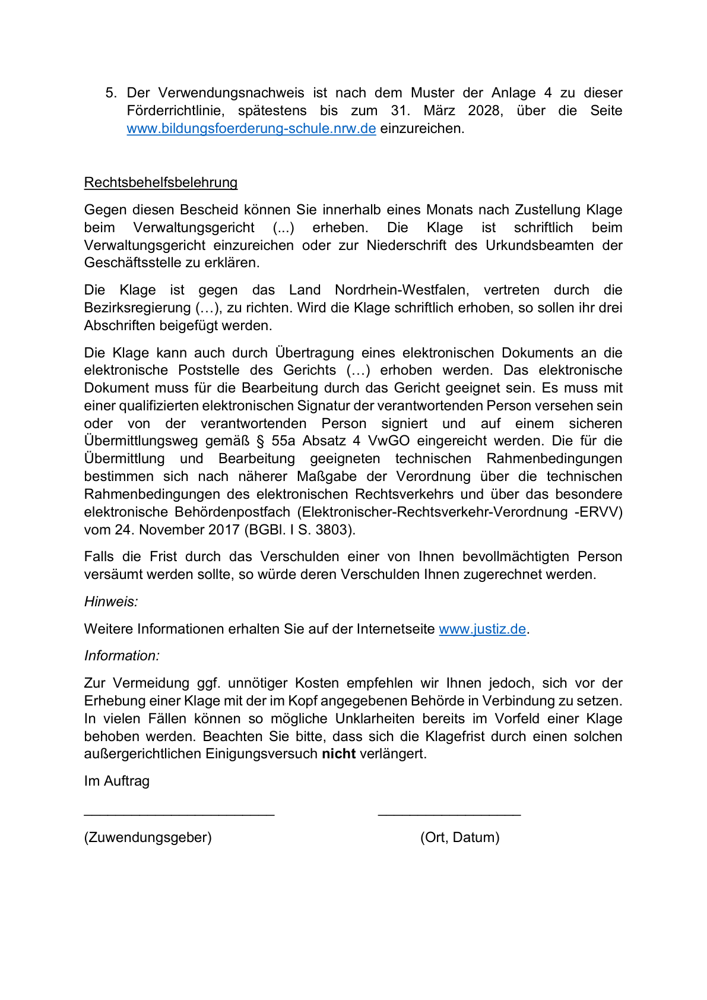 5. Der Verwendungsnachweis ist nach dem Muster der Anlage 4 zu dieser
Förderrichtlinie, spätestens bis zum 31. März 2028, über die Seite
www.bildungsfoerderung-schule.nrw.de einzureichen.
Rechtsbehelfsbelehrung
Gegen diesen Bescheid können Sie innerhalb eines Monats nach Zustellung Klage
beim Verwaltungsgericht (...) erheben. Die Klage ist schriftlich beim
Verwaltungsgericht einzureichen oder zur Niederschrift des Urkundsbeamten der
Geschäftsstelle zu erklären.
Die Klage ist gegen das Land Nordrhein-Westfalen, vertreten durch die
Bezirksregierung (…), zu richten. Wird die Klage schriftlich erhoben, so sollen ihr drei
Abschriften beigefügt werden.
Die Klage kann auch durch Übertragung eines elektronischen Dokuments an die
elektronische Poststelle des Gerichts (…) erhoben werden. Das elektronische
Dokument muss für die Bearbeitung durch das Gericht geeignet sein. Es muss mit
einer qualifizierten elektronischen Signatur der verantwortenden Person versehen sein
oder von der verantwortenden Person signiert und auf einem sicheren
Übermittlungsweg gemäß § 55a Absatz 4 VwGO eingereicht werden. Die für die
Übermittlung und Bearbeitung geeigneten technischen Rahmenbedingungen
bestimmen sich nach näherer Maßgabe der Verordnung über die technischen
Rahmenbedingungen des elektronischen Rechtsverkehrs und über das besondere
elektronische Behördenpostfach (Elektronischer-Rechtsverkehr-Verordnung -ERVV)
vom 24. November 2017 (BGBl. I S. 3803).
Falls die Frist durch das Verschulden einer von Ihnen bevollmächtigten Person
versäumt werden sollte, so würde deren Verschulden Ihnen zugerechnet werden.
Hinweis:
Weitere Informationen erhalten Sie auf der Internetseite www.justiz.de.
Information:
Zur Vermeidung ggf. unnötiger Kosten empfehlen wir Ihnen jedoch, sich vor der
Erhebung einer Klage mit der im Kopf angegebenen Behörde in Verbindung zu setzen.
In vielen Fällen können so mögliche Unklarheiten bereits im Vorfeld einer Klage
behoben werden. Beachten Sie bitte, dass sich die Klagefrist durch einen solchen
außergerichtlichen Einigungsversuch nicht verlängert.
Im Auftrag
________________________ __________________
(Zuwendungsgeber) (Ort, Datum)